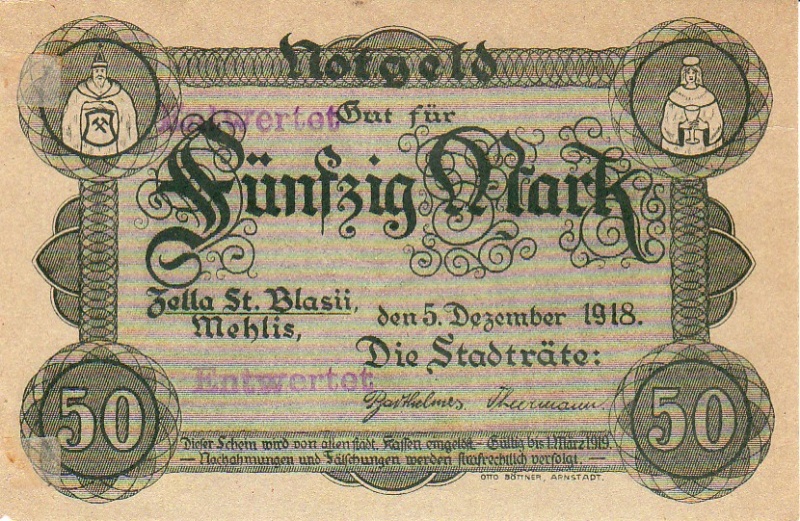 Notgeld
Entwertet
Gut für
Fünfzig Mark
Zella St. Blasii,
Mehlis,
den 5. Dezember 1918.
Die Stadträte:
Entwertet
Barthelmes Thurmann.
50
50
Dieser Schein wird von allen städt. Kassen eingelöst – Gültig bis 1. März 1919
– Nachahmungen und Fälschungen werden strafrechtlich verfolgt. –
OTTO BÖTTNER, ARNSTADT.